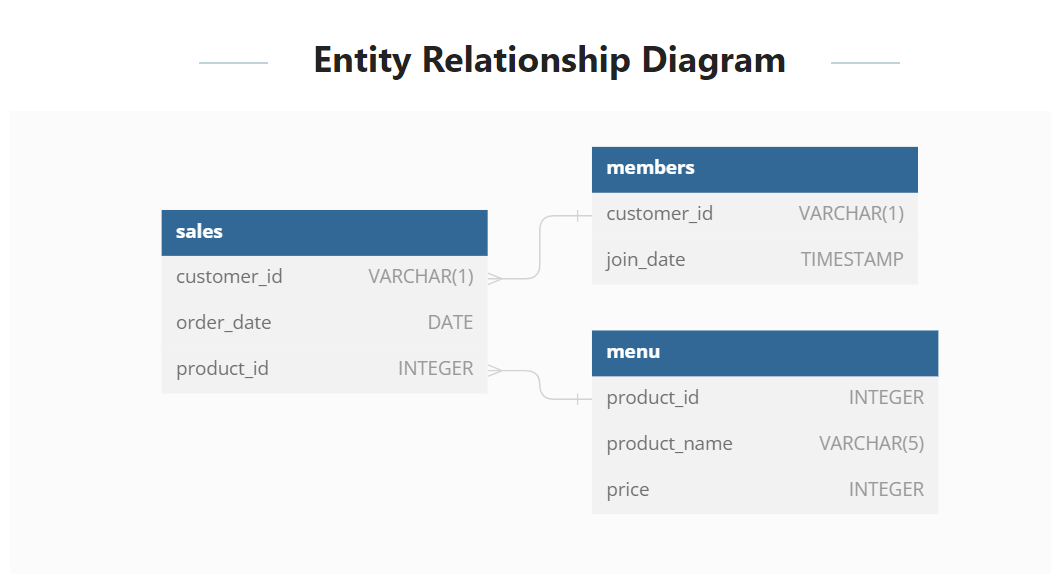 Entity Relationship Diagram
sales
customer_id VARCHAR(1)
order_date DATE
product_id INTEGER
members
customer_id VARCHAR(1)
join_date TIMESTAMP
menu
product_id INTEGER
product_name VARCHAR(5)
price INTEGER